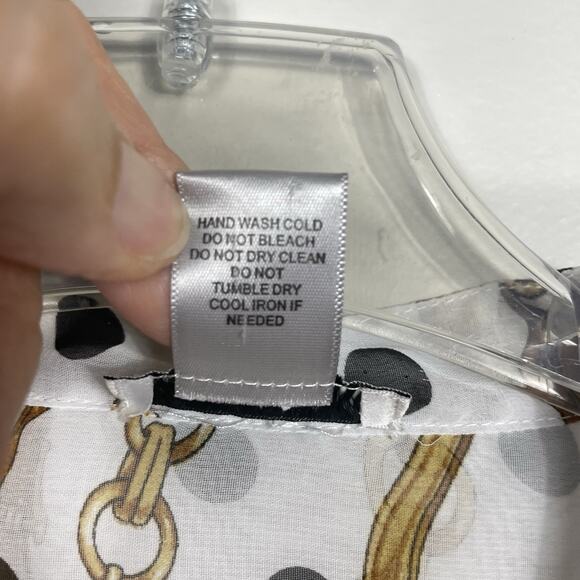 HAND WASH COLD
DO NOT BLEACH
DO NOT DRY CLEAN
DO NOT
TUMBLE DRY
COOL IRON IF
NEEDED